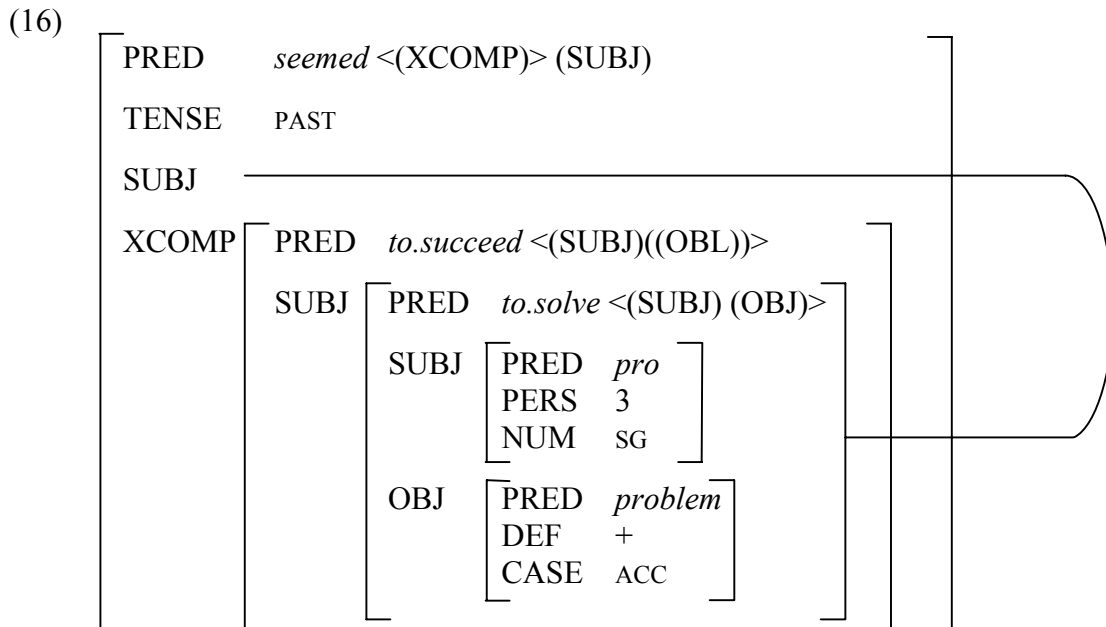 (16)
PRED seemed <(XCOMP)> (SUBJ)
TENSE PAST
SUBJ
XCOMP PRED to.succeed <(SUBJ)((OBL))>
SUBJ PRED to.solve <(SUBJ) (OBJ)>
SUBJ PRED pro
PERS 3
NUM SG
OBJ PRED problem
DEF +
CASE ACC